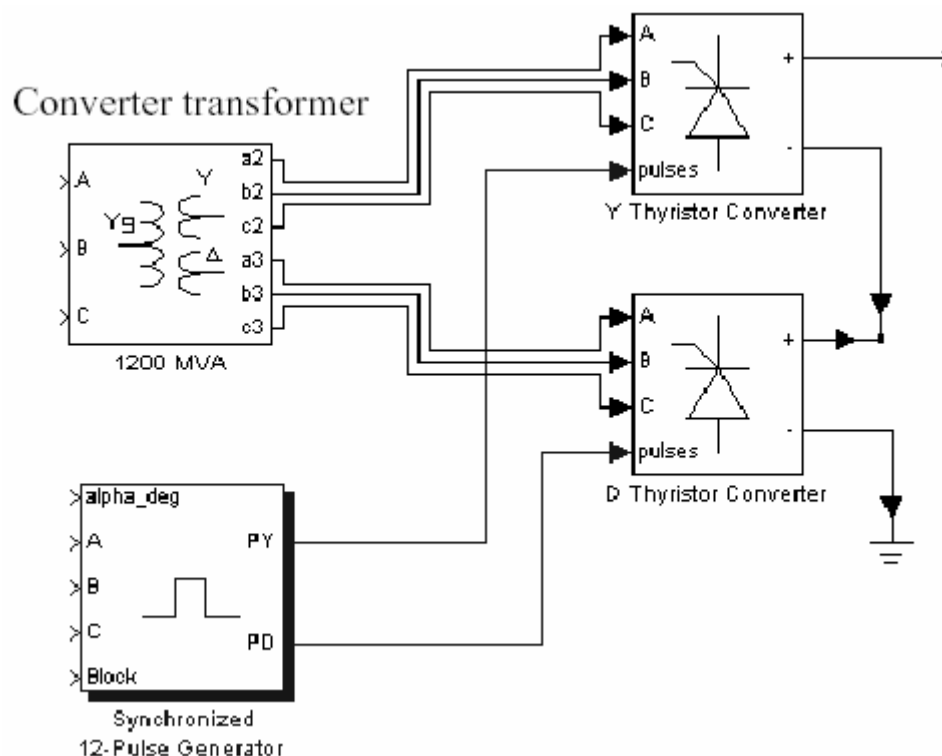 Converter transformer
A
B
C
Yg
Y
Δ
a2
b2
c2
a3
b3
c3
1200 MVA
A
B
C
pulses
+
-
Y Thyristor Converter
A
B
C
pulses
+
-
D Thyristor Converter
alpha_deg
A
B
C
Block
PY
PD
Synchronized
12-Pulse Generator